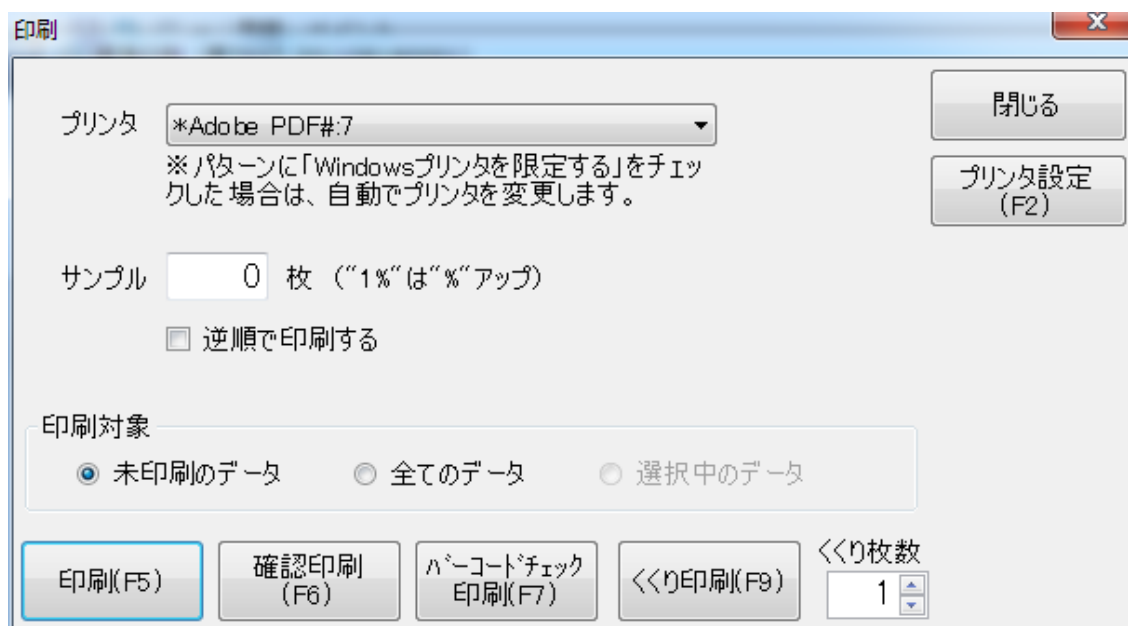 印刷
プリンタ
*Adobe PDF#:7
※パターンに「Windowsプリンタを限定する」をチェッ
クした場合は、自動でプリンタを変更します。
閉じる
プリンタ設定
(F2)
サンプル 0 枚 ("1%"は"%"アップ)
逆順で印刷する
印刷対象
未印刷のデータ 全てのデータ 選択中のデータ
印刷(F5)
確認印刷
(F6)
バーコードチェック
印刷(F7)
くくり印刷(F9)
くくり枚数
1